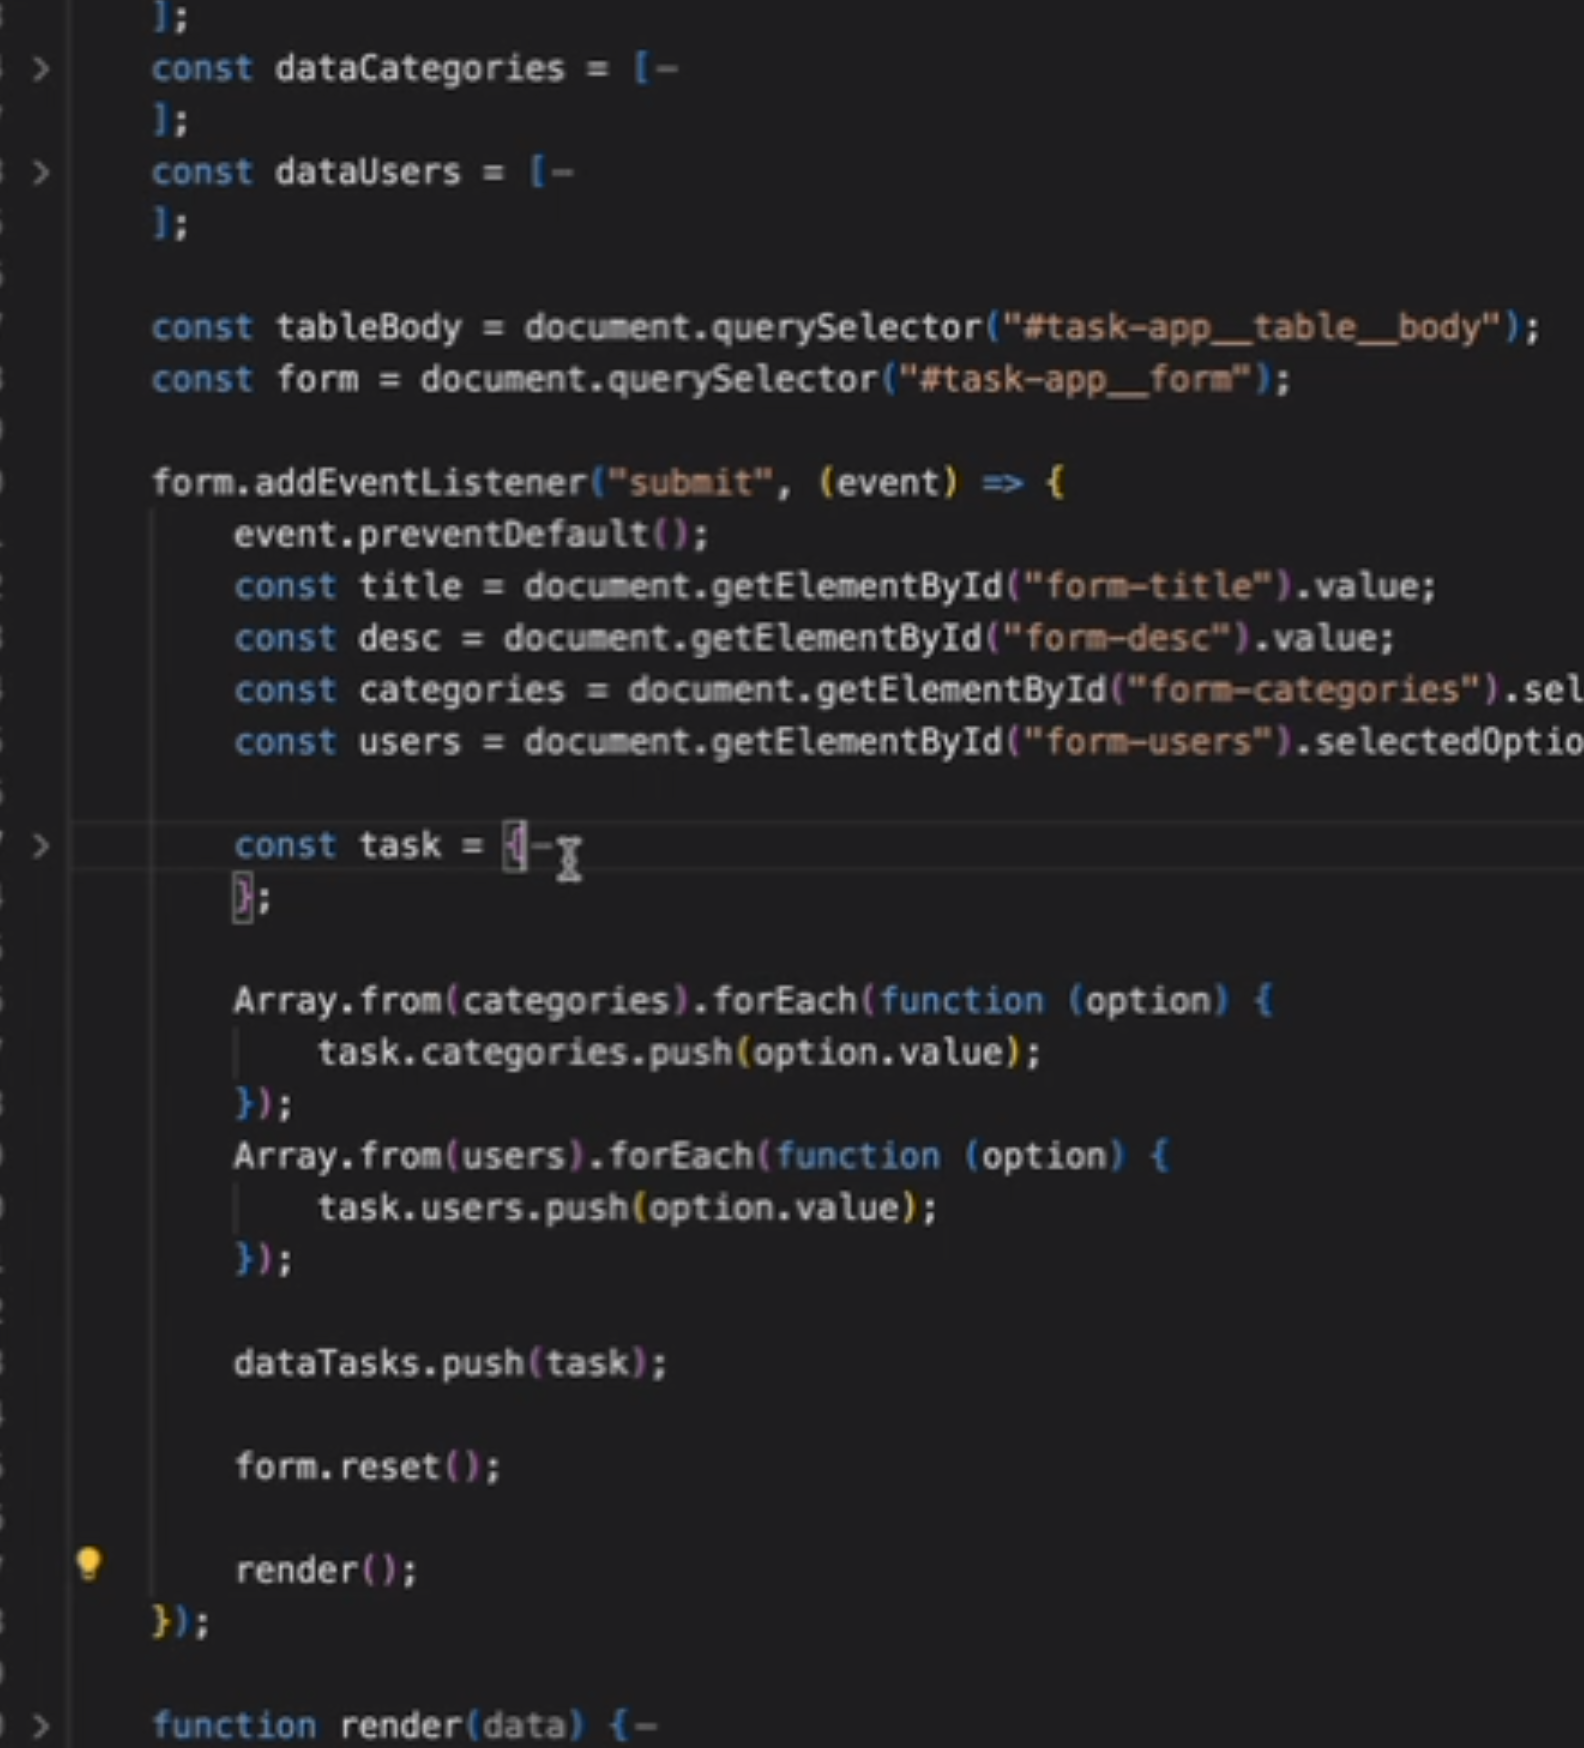 ];
const dataCategories = [
];
const dataUsers = [
];
const tableBody = document.querySelector("#task-app__table__body");
const form = document.querySelector("#task-app__form");
form.addEventListener("submit", (event) => {
event.preventDefault();
const title = document.getElementById("form-title").value;
const desc = document.getElementById("form-desc").value;
const categories = document.getElementById("form-categories").sel
const users = document.getElementById("form-users").selectedOptio
const task = {
};
Array.from(categories).forEach(function (option) {
task.categories.push(option.value);
});
Array.from(users).forEach(function (option) {
task.users.push(option.value);
});
dataTasks.push(task);
form.reset();
render();
});
function render(data) {